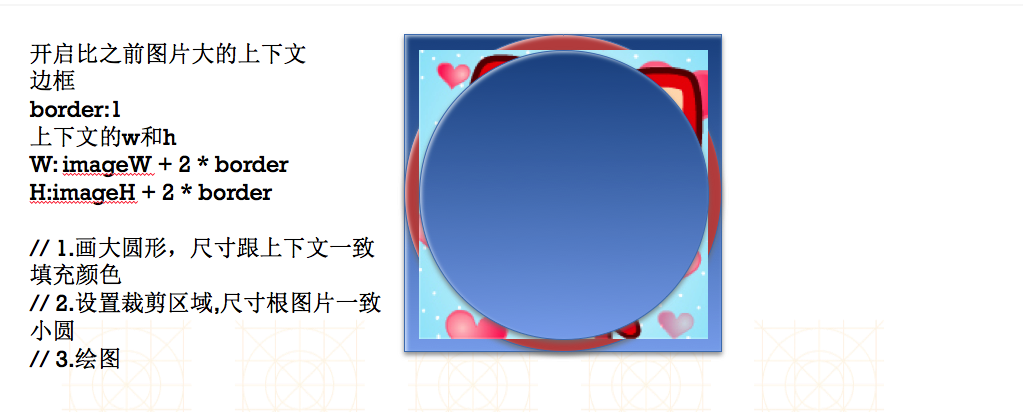 开启比之前图片大的上下文
边框
border:1
上下文的w和h
W: imageW + 2 * border
H:imageH + 2 * border
// 1.画大圆形，尺寸跟上下文一致
填充颜色
// 2.设置裁剪区域,尺寸根图片一致
小圆
// 3.绘图